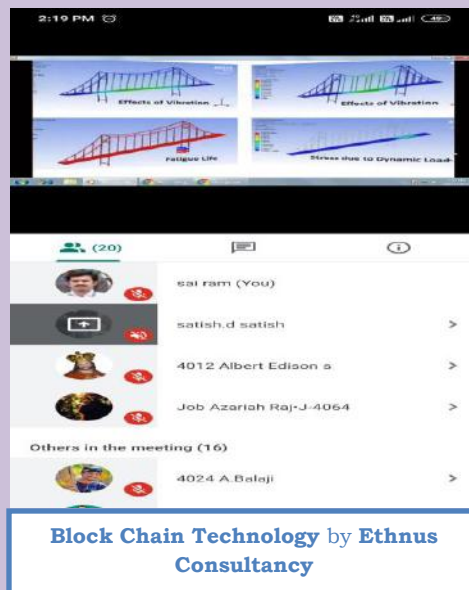 2:19 PM
Effects of Vibration
Effects of Vibration
Fatigue Life
Stress due to Dynamic Load
(20)
sai ram (You)
satish.d satish
4012 Albert Edison s
Job Azariah Raj-J-4064
Others in the meeting (16)
4024 A.Balaji
Block Chain Technology by Ethnus
Consultancy